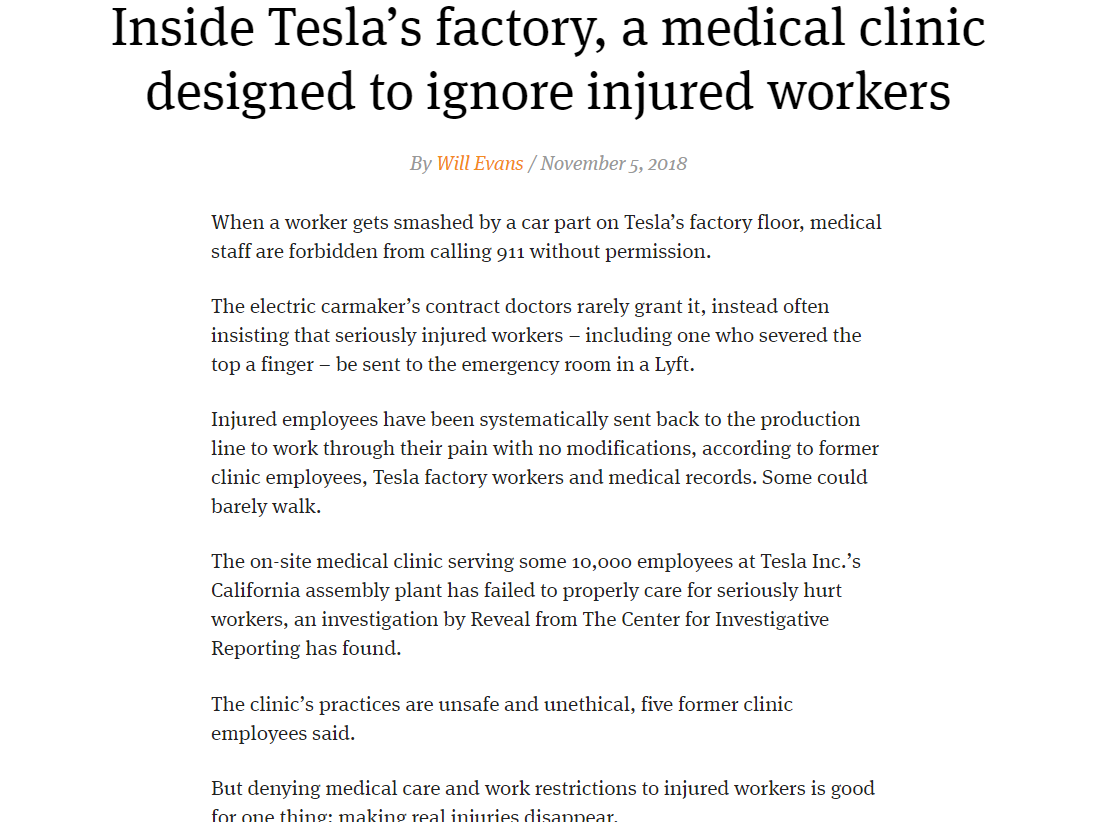 Inside Tesla’s factory, a medical clinic
designed to ignore injured workers
By Will Evans / November 5, 2018
When a worker gets smashed by a car part on Tesla’s factory floor, medical
staff are forbidden from calling 911 without permission.
The electric carmaker’s contract doctors rarely grant it, instead often
insisting that seriously injured workers – including one who severed the
top a finger – be sent to the emergency room in a Lyft.
Injured employees have been systematically sent back to the production
line to work through their pain with no modifications, according to former
clinic employees, Tesla factory workers and medical records. Some could
barely walk.
The on-site medical clinic serving some 10,000 employees at Tesla Inc.’s
California assembly plant has failed to properly care for seriously hurt
workers, an investigation by Reveal from The Center for Investigative
Reporting has found.
The clinic’s practices are unsafe and unethical, five former clinic
employees said.
But denying medical care and work restrictions to injured workers is good
for one thing: making real injuries disappear.